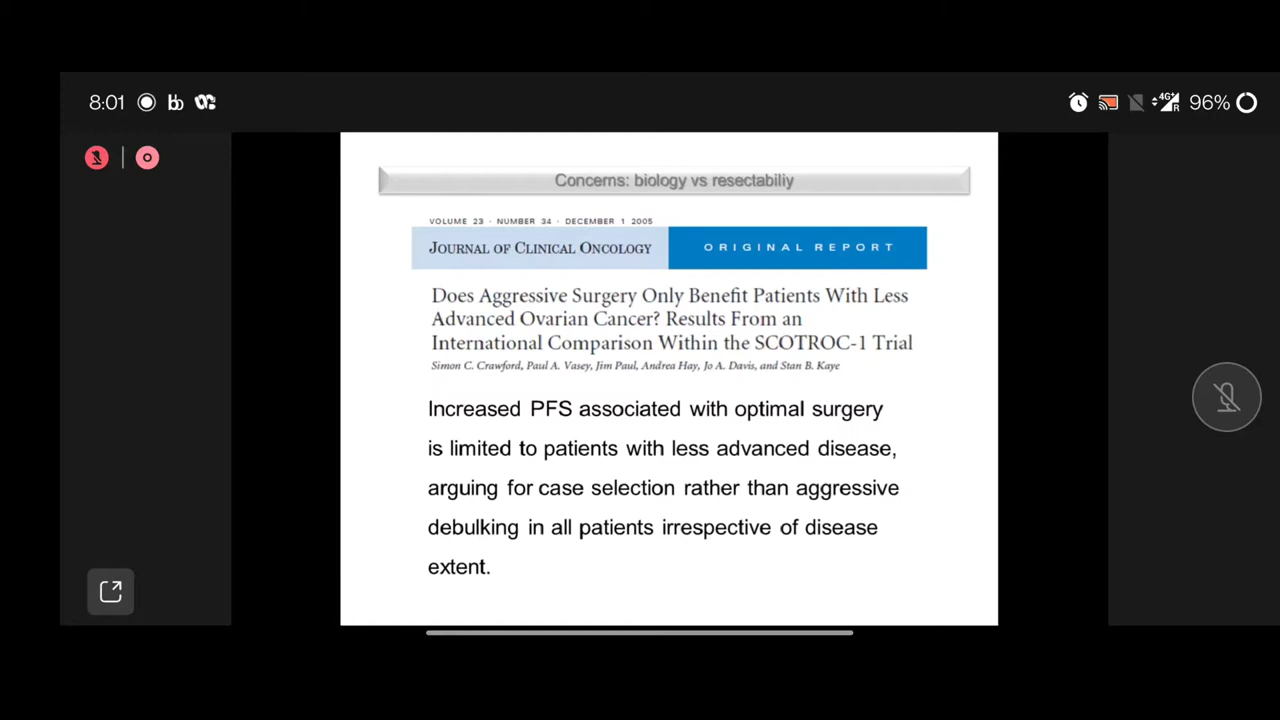 8:01
4G+
R
96%
Concerns: biology vs resectabiliy
VOLUME 23 · NUMBER 34 · DECEMBER 1 2005
JOURNAL OF CLINICAL ONCOLOGY
ORIGINAL REPORT
Does Aggressive Surgery Only Benefit Patients With Less
Advanced Ovarian Cancer? Results From an
International Comparison Within the SCOTROC-1 Trial
Simon C. Crawford, Paul A. Vasey, Jim Paul, Andrea Hay, Jo A. Davis, and Stan B. Kaye
Increased PFS associated with optimal surgery
is limited to patients with less advanced disease,
arguing for case selection rather than aggressive
debulking in all patients irrespective of disease
extent.